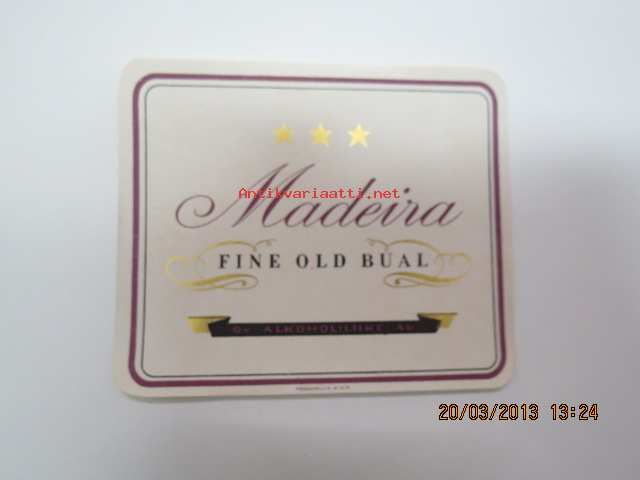 Madeira
Antikvariaatti.net
FINE OLD BUAL
OY ALKOHOLILIIKE AB
20/03/2013 13:24